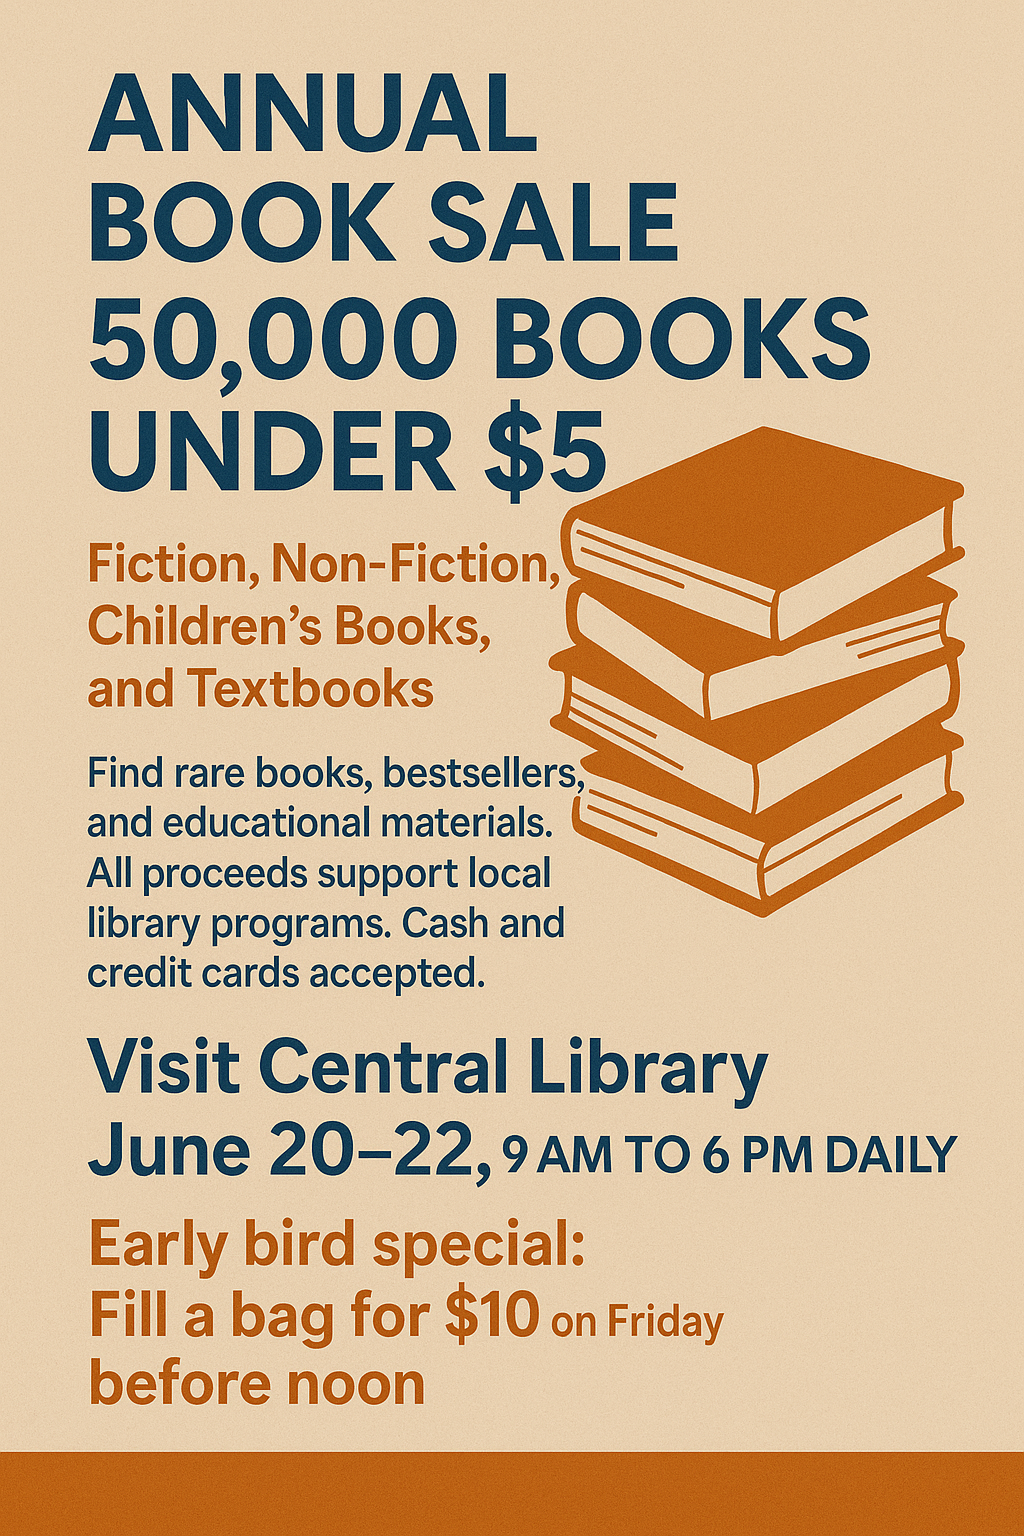 ANNUAL
BOOK SALE
50,000 BOOKS
UNDER $5
Fiction, Non-Fiction,
Children’s Books,
and Textbooks
Find rare books, bestsellers,
and educational materials.
All proceeds support local
library programs. Cash and
credit cards accepted.
Visit Central Library
June 20–22, 9 AM TO 6 PM DAILY
Early bird special:
Fill a bag for $10 on Friday
before noon